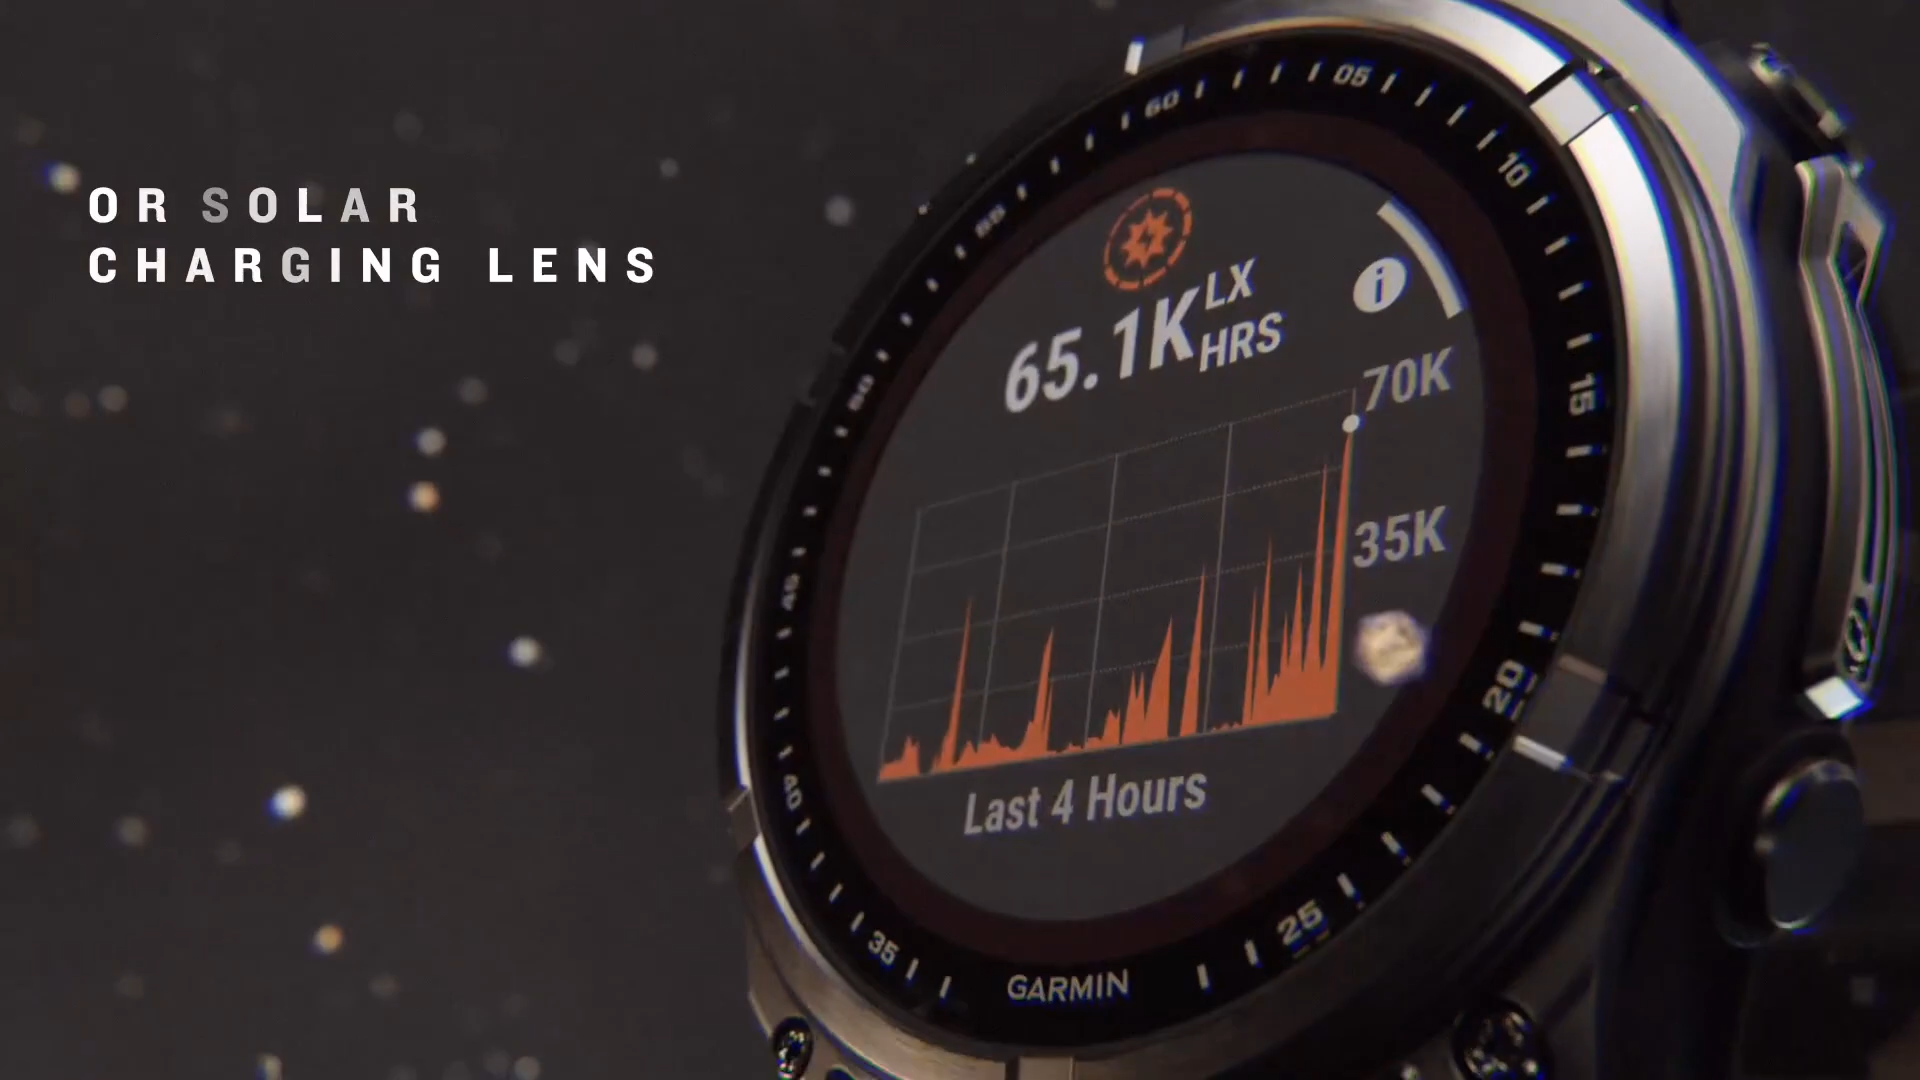 OR SOLAR
CHARGING LENS
60
05
10
15
20
25
35
40
45
50
55
65.1K LX
HRS
i
70K
35K
Last 4 Hours
GARMIN